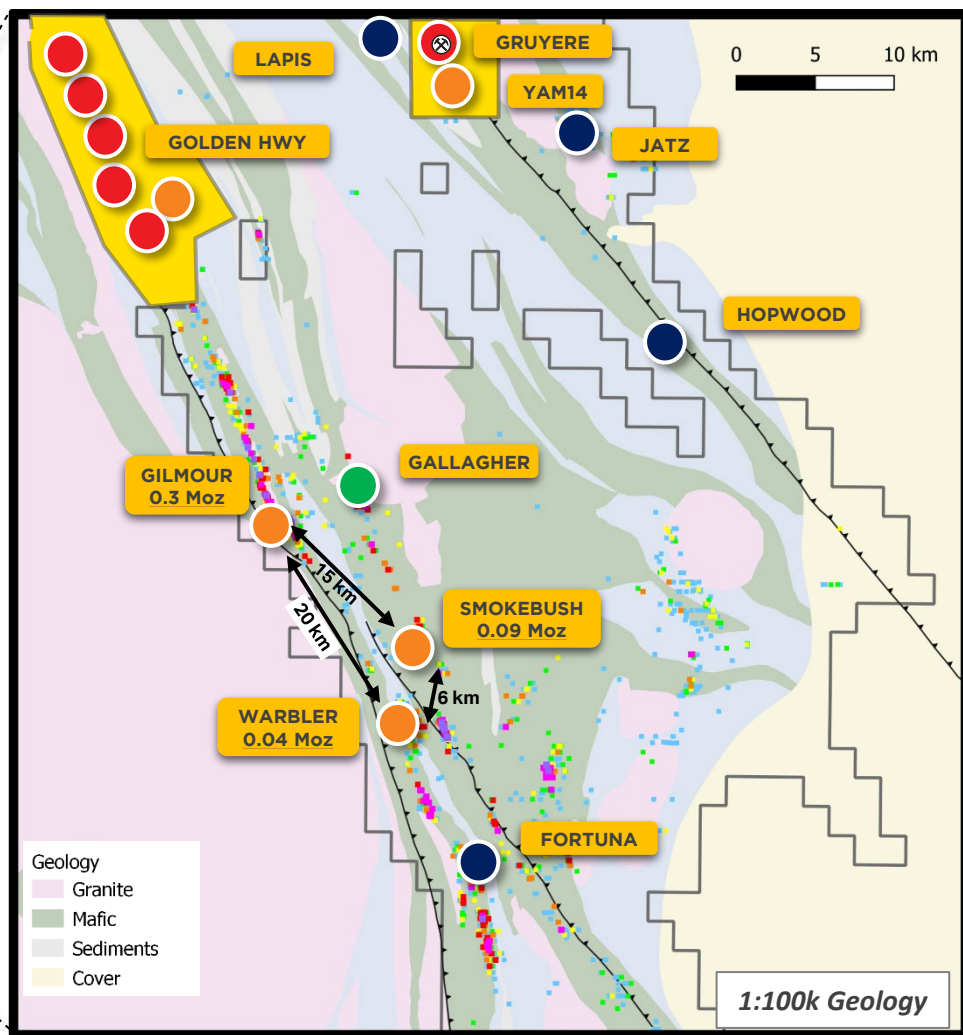 LAPIS
GRUYERE
0 5 10 km
YAM14
GOLDEN HWY
JATZ
HOPWOOD
GALLAGHER
GILMOUR
0.3 Moz
15 km
20 km
SMOKEBUSH
0.09 Moz
6 km
WARBLER
0.04 Moz
FORTUNA
Geology
Granite
Mafic
Sediments
Cover
1:100k Geology